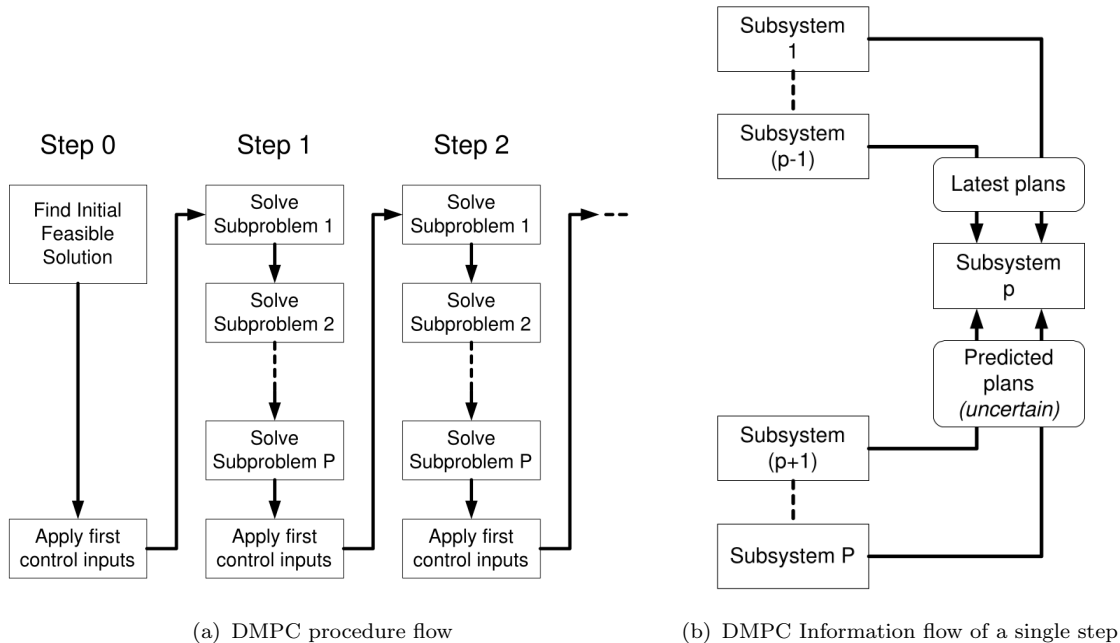 Step 0
Find Initial
Feasible
Solution
Apply first
control inputs
Step 1
Solve
Subproblem 1
Solve
Subproblem 2
Solve
Subproblem P
Apply first
control inputs
Step 2
Solve
Subproblem 1
Solve
Subproblem 2
Solve
Subproblem P
Apply first
control inputs
(a) DMPC procedure flow
Subsystem
1
Subsystem
(p-1)
Latest plans
Subsystem
p
Predicted
plans
(uncertain)
Subsystem
(p+1)
Subsystem P
(b) DMPC Information flow of a single step